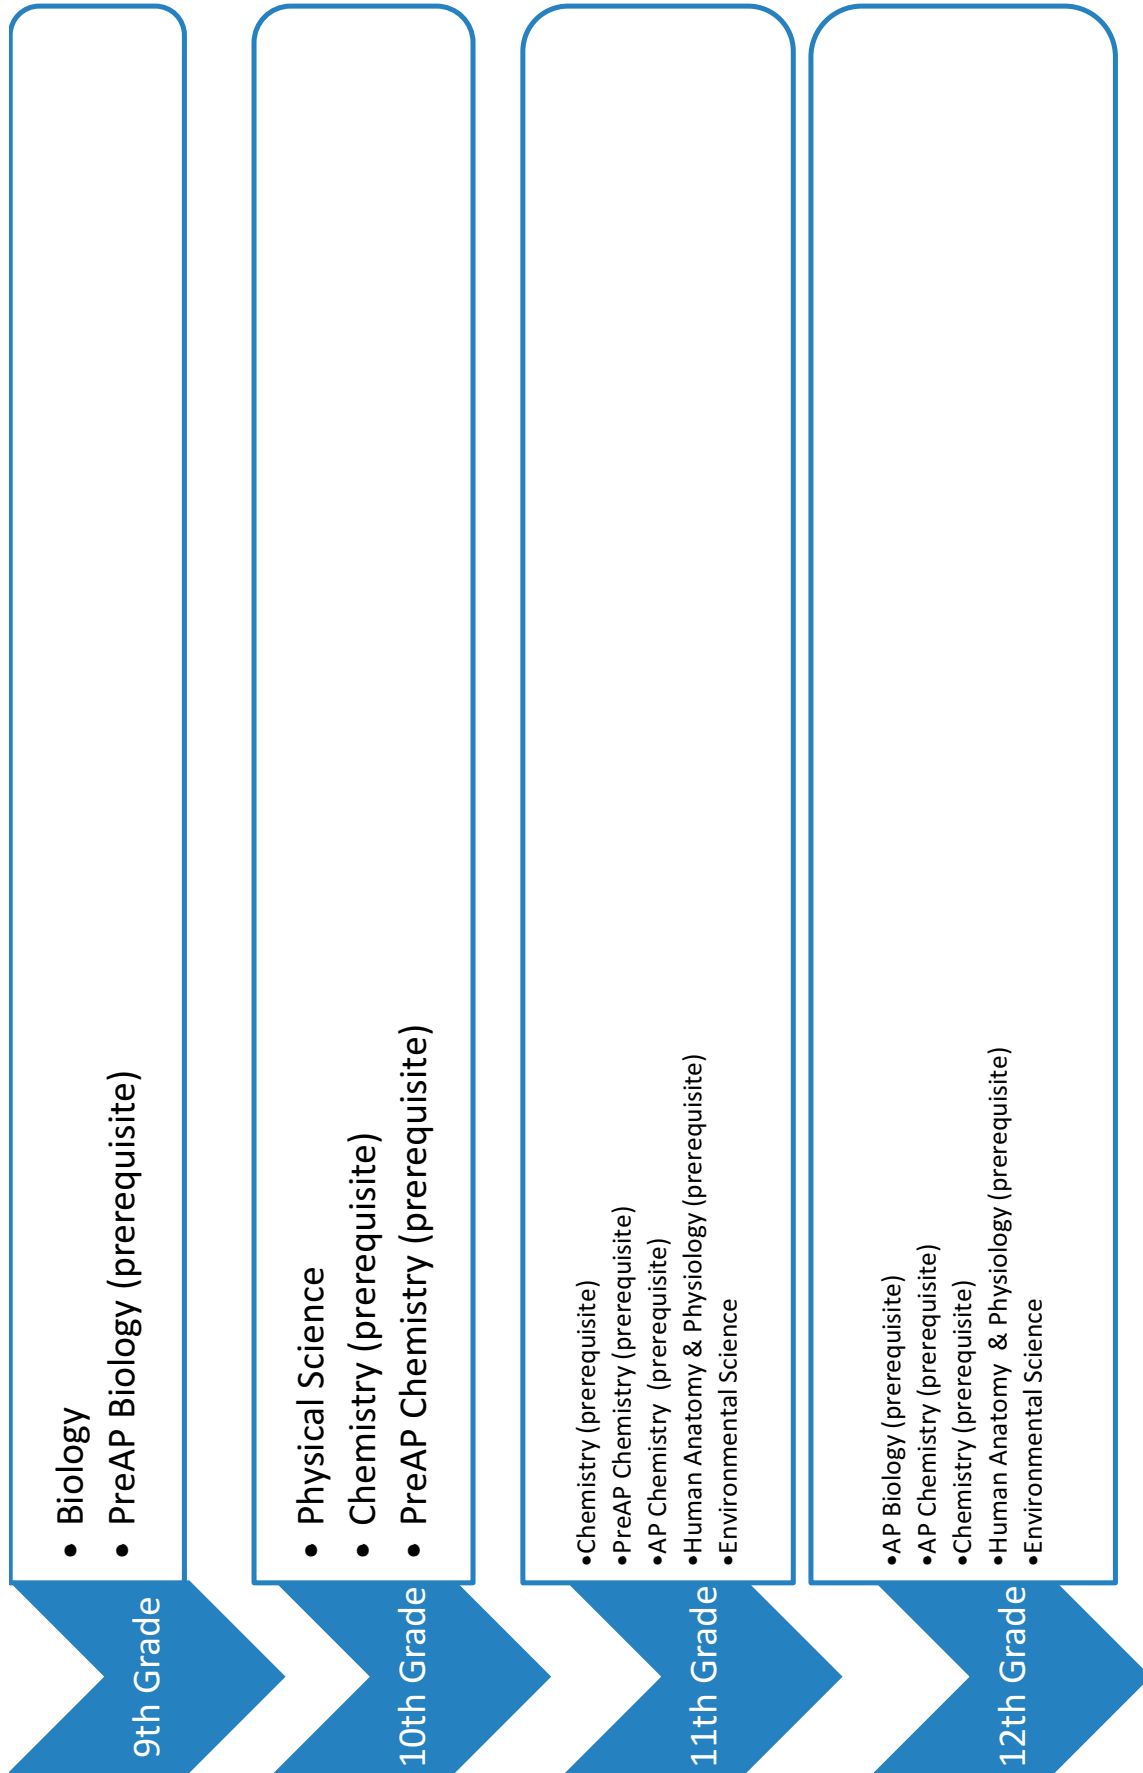 9th Grade
• Biology
• PreAP Biology (prerequisite)
10th Grade
• Physical Science
• Chemistry (prerequisite)
• PreAP Chemistry (prerequisite)
11th Grade
•Chemistry (prerequisite)
•PreAP Chemistry (prerequisite)
•AP Chemistry (prerequisite)
•Human Anatomy & Physiology (prerequisite)
•Environmental Science
12th Grade
•AP Biology (prerequisite)
•AP Chemistry (prerequisite)
•Chemistry (prerequisite)
•Human Anatomy & Physiology (prerequisite)
•Environmental Science